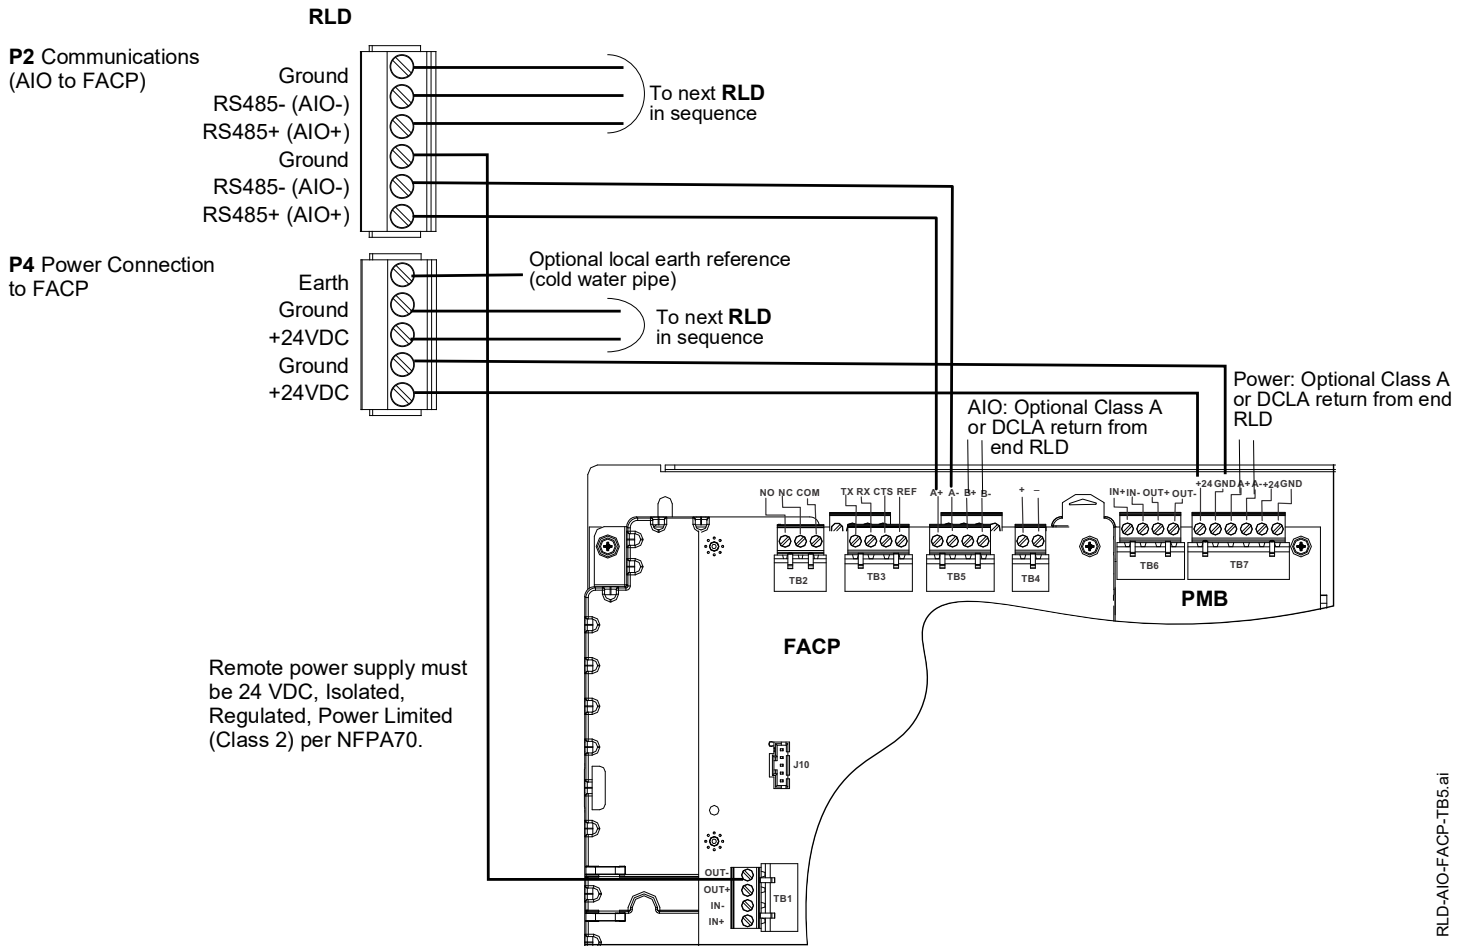 RLD
P2 Communications
(AIO to FACP)
Ground
RS485- (AIO-)
RS485+ (AIO+)
Ground
RS485- (AIO-)
RS485+ (AIO+)
To next RLD
in sequence
P4 Power Connection
to FACP
Earth
Ground
+24VDC
Ground
+24VDC
Optional local earth reference
(cold water pipe)
To next RLD
in sequence
Power: Optional Class A
or DCLA return from end
RLD
AIO: Optional Class A
or DCLA return from
end RLD
NO NC COM
TX RX CTS REF
A+ A- B+ B-
+ –
IN+ IN- OUT+ OUT-
+24 GND A+ A- +24 GND
TB2
TB3
TB5
TB4
TB6
TB7
PMB
FACP
Remote power supply must
be 24 VDC, Isolated,
Regulated, Power Limited
(Class 2) per NFPA70.
J10
OUT-
OUT+
IN-
IN+
TB1
RLD-AIO-FACP-TB5.ai